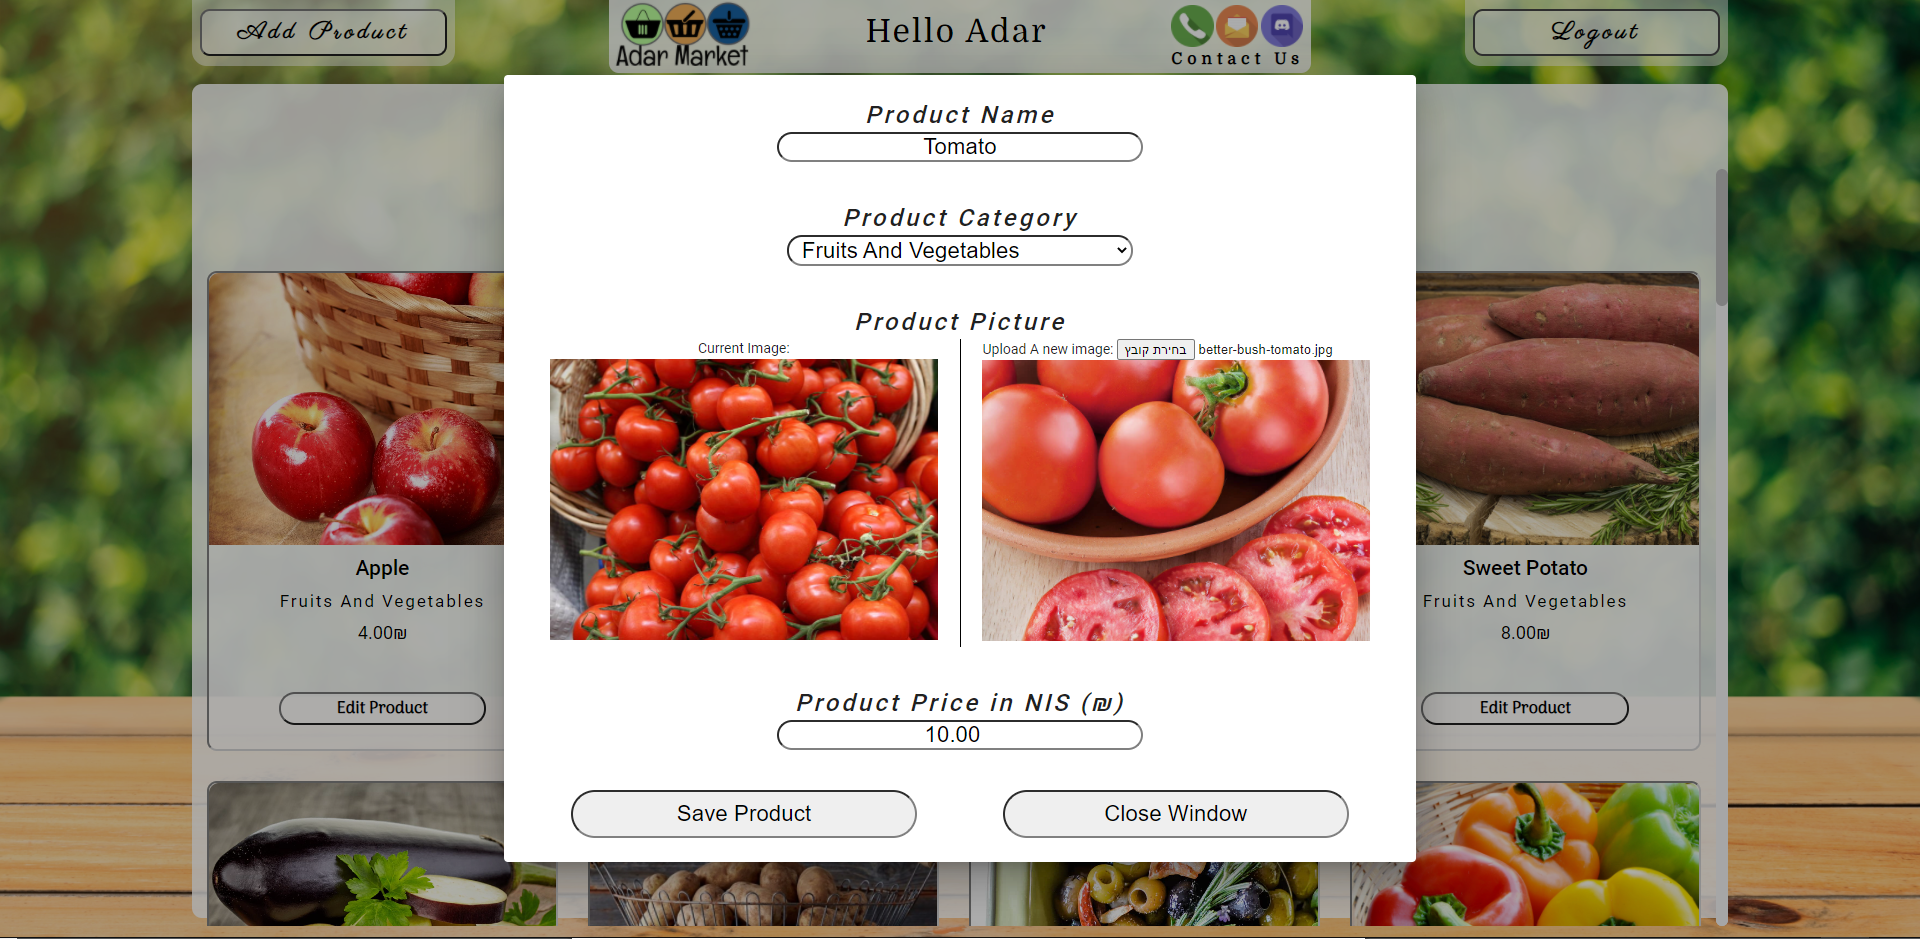 Add Product
Adar Market
Hello Adar
Contact Us
Logout
Product Name
Tomato
Product Category
Fruits And Vegetables
Product Picture
Current Image:
Upload A new image: בחירת קובץ better-bush-tomato.jpg
Product Price in NIS (₪)
10.00
Save Product
Close Window
Apple
Fruits And Vegetables
4.00₪
Edit Product
Sweet Potato
Fruits And Vegetables
8.00₪
Edit Product